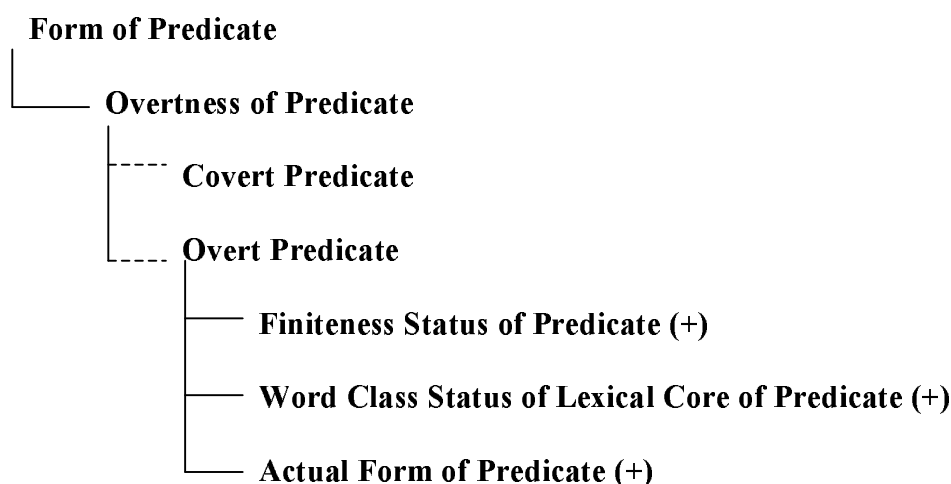 Form of Predicate
Overtness of Predicate
Covert Predicate
Overt Predicate
Finiteness Status of Predicate (+)
Word Class Status of Lexical Core of Predicate (+)
Actual Form of Predicate (+)